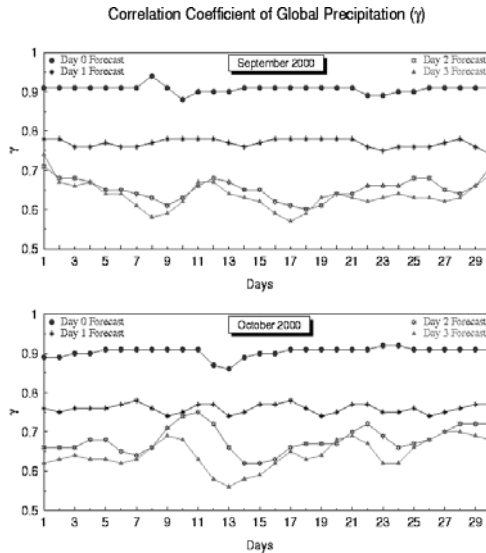 Correlation Coefficient of Global Precipitation (γ)
1
Day 0 Forecast
Day 1 Forecast
September 2000
Day 2 Forecast
Day 3 Forecast
0.9
0.8
γ
0.7
0.6
0.5
1 3 5 7 9 11 13 15 17 19 21 23 25 27 29
Days
1
Day 0 Forecast
Day 1 Forecast
October 2000
Day 2 Forecast
Day 3 Forecast
0.9
0.8
γ
0.7
0.6
0.5
1 3 5 7 9 11 13 15 17 19 21 23 25 27 29
Days